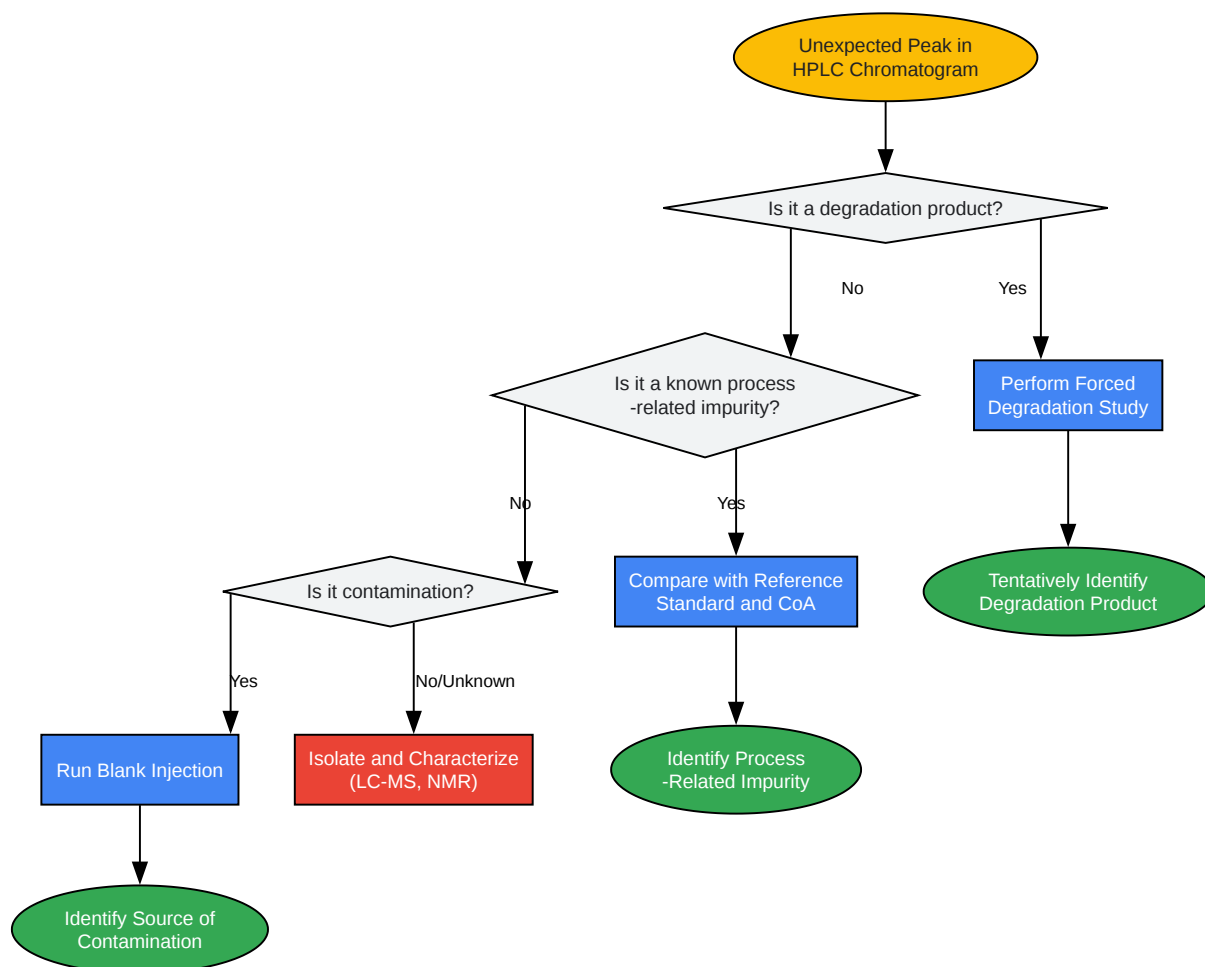 Unexpected Peak in
HPLC Chromatogram
Is it a degradation product?
No
Yes
Is it a known process
-related impurity?
Perform Forced
Degradation Study
No
Yes
Is it contamination?
Compare with Reference
Standard and CoA
Tentatively Identify
Degradation Product
Yes
No/Unknown
Run Blank Injection
Isolate and Characterize
(LC-MS, NMR)
Identify Process
-Related Impurity
Identify Source of
Contamination